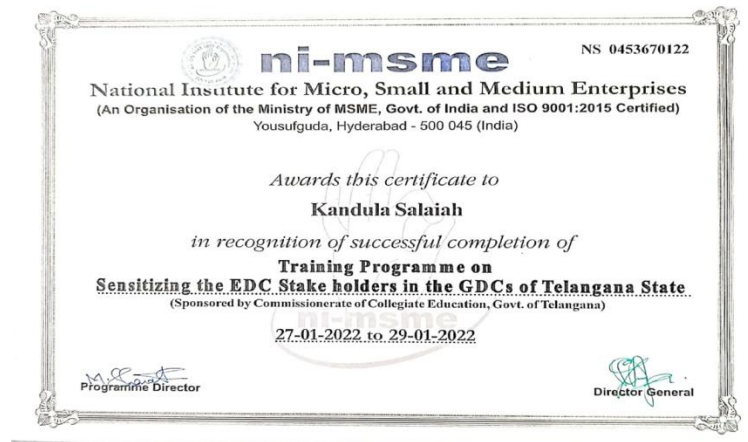 ni-msme
NS 0453670122
National Institute for Micro, Small and Medium Enterprises
(An Organisation of the Ministry of MSME, Govt. of India and ISO 9001:2015 Certified)
Yousufguda, Hyderabad - 500 045 (India)
Awards this certificate to
Kandula Salaiah
in recognition of successful completion of
Training Programme on
Sensitizing the EDC Stake holders in the GDCs of Telangana State
(Sponsored by Commissionerate of Collegiate Education, Govt. of Telangana)
ni-msme
27-01-2022 to 29-01-2022
Programme Director
Director General